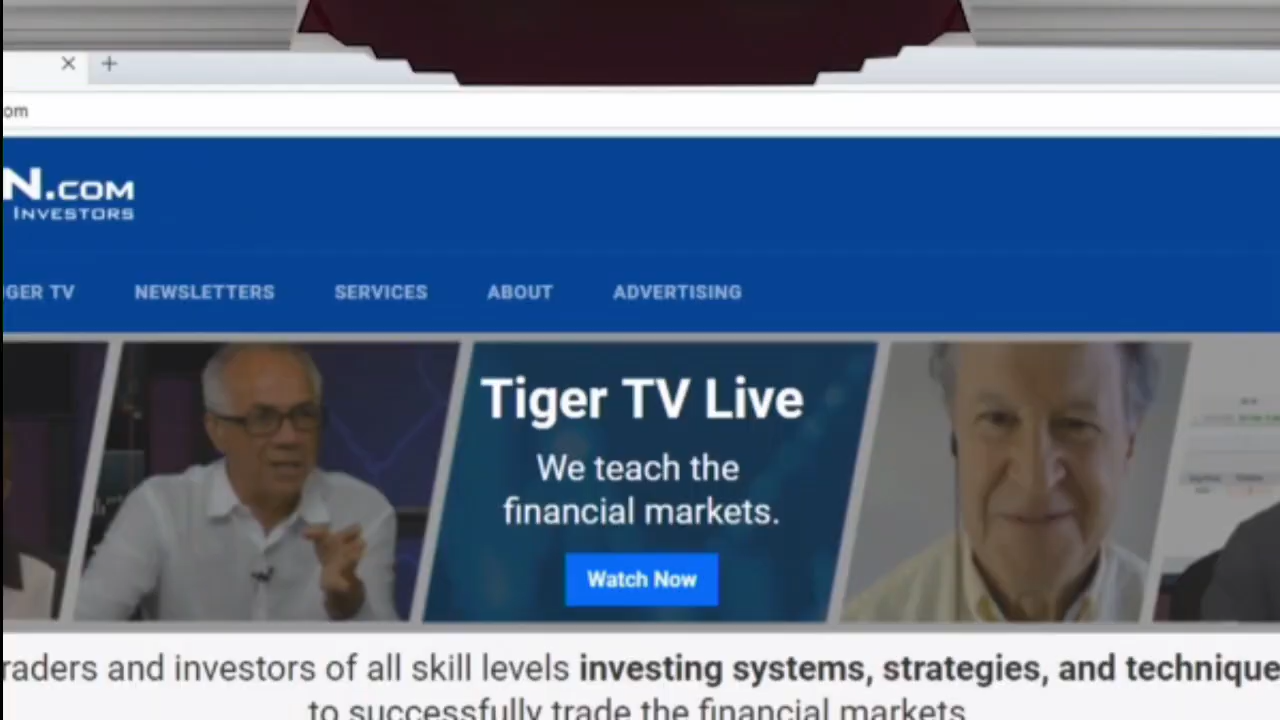 om
N.COM
INVESTORS
IGER TV NEWSLETTERS SERVICES ABOUT ADVERTISING
Tiger TV Live
We teach the
financial markets.
Watch Now
raders and investors of all skill levels investing systems, strategies, and technique
to successfully trade the financial markets